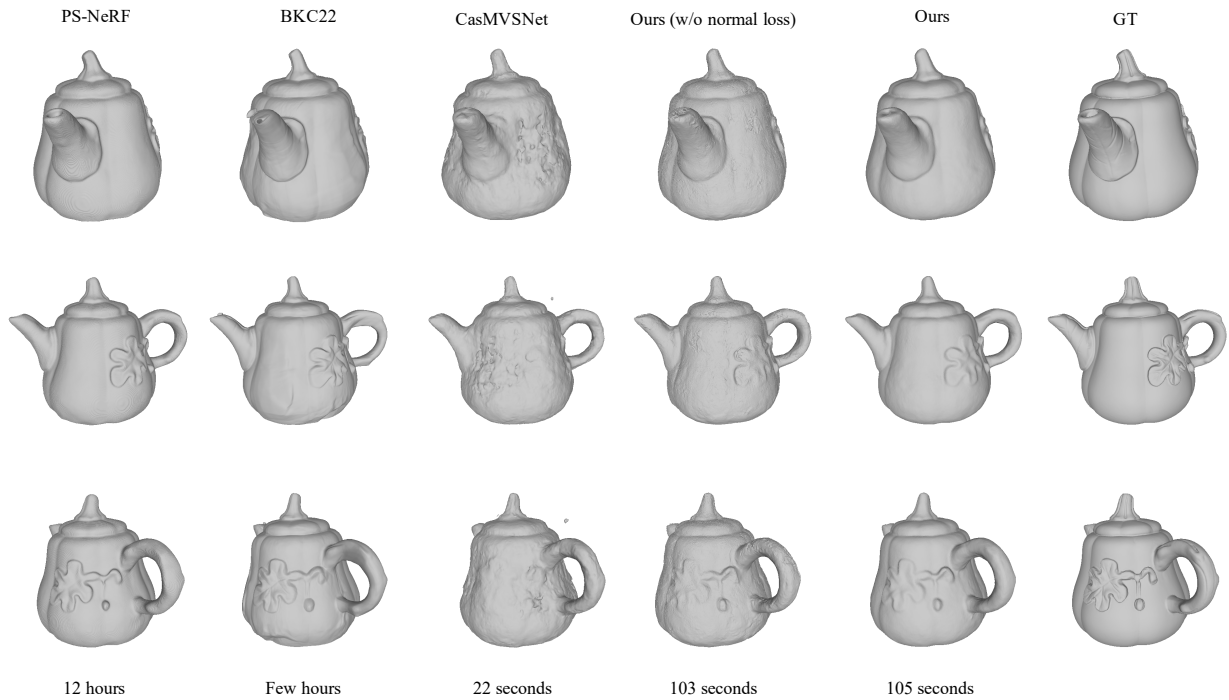 PS-NeRF BKC22 CasMVSNet Ours (w/o normal loss) Ours GT
12 hours Few hours 22 seconds 103 seconds 105 seconds